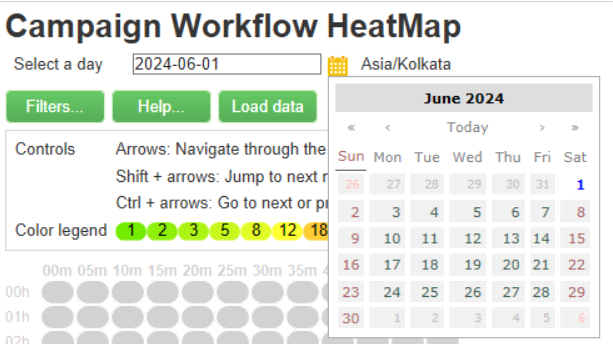 Campaign Workflow HeatMap
Select a day 2024-06-01 Asia/Kolkata
Filters... Help... Load data
Controls Arrows: Navigate through the
Shift + arrows: Jump to next
Ctrl + arrows: Go to next or
Color legend 1 2 3 5 8 12 18
00m 05m 10m 15m 20m 25m 30m 35m
00h
01h
02h
June 2024
« ‹ Today › »
Sun Mon Tue Wed Thu Fri Sat
26 27 28 29 30 31 1
2 3 4 5 6 7 8
9 10 11 12 13 14 15
16 17 18 19 20 21 22
23 24 25 26 27 28 29
30 1 2 3 4 5 6